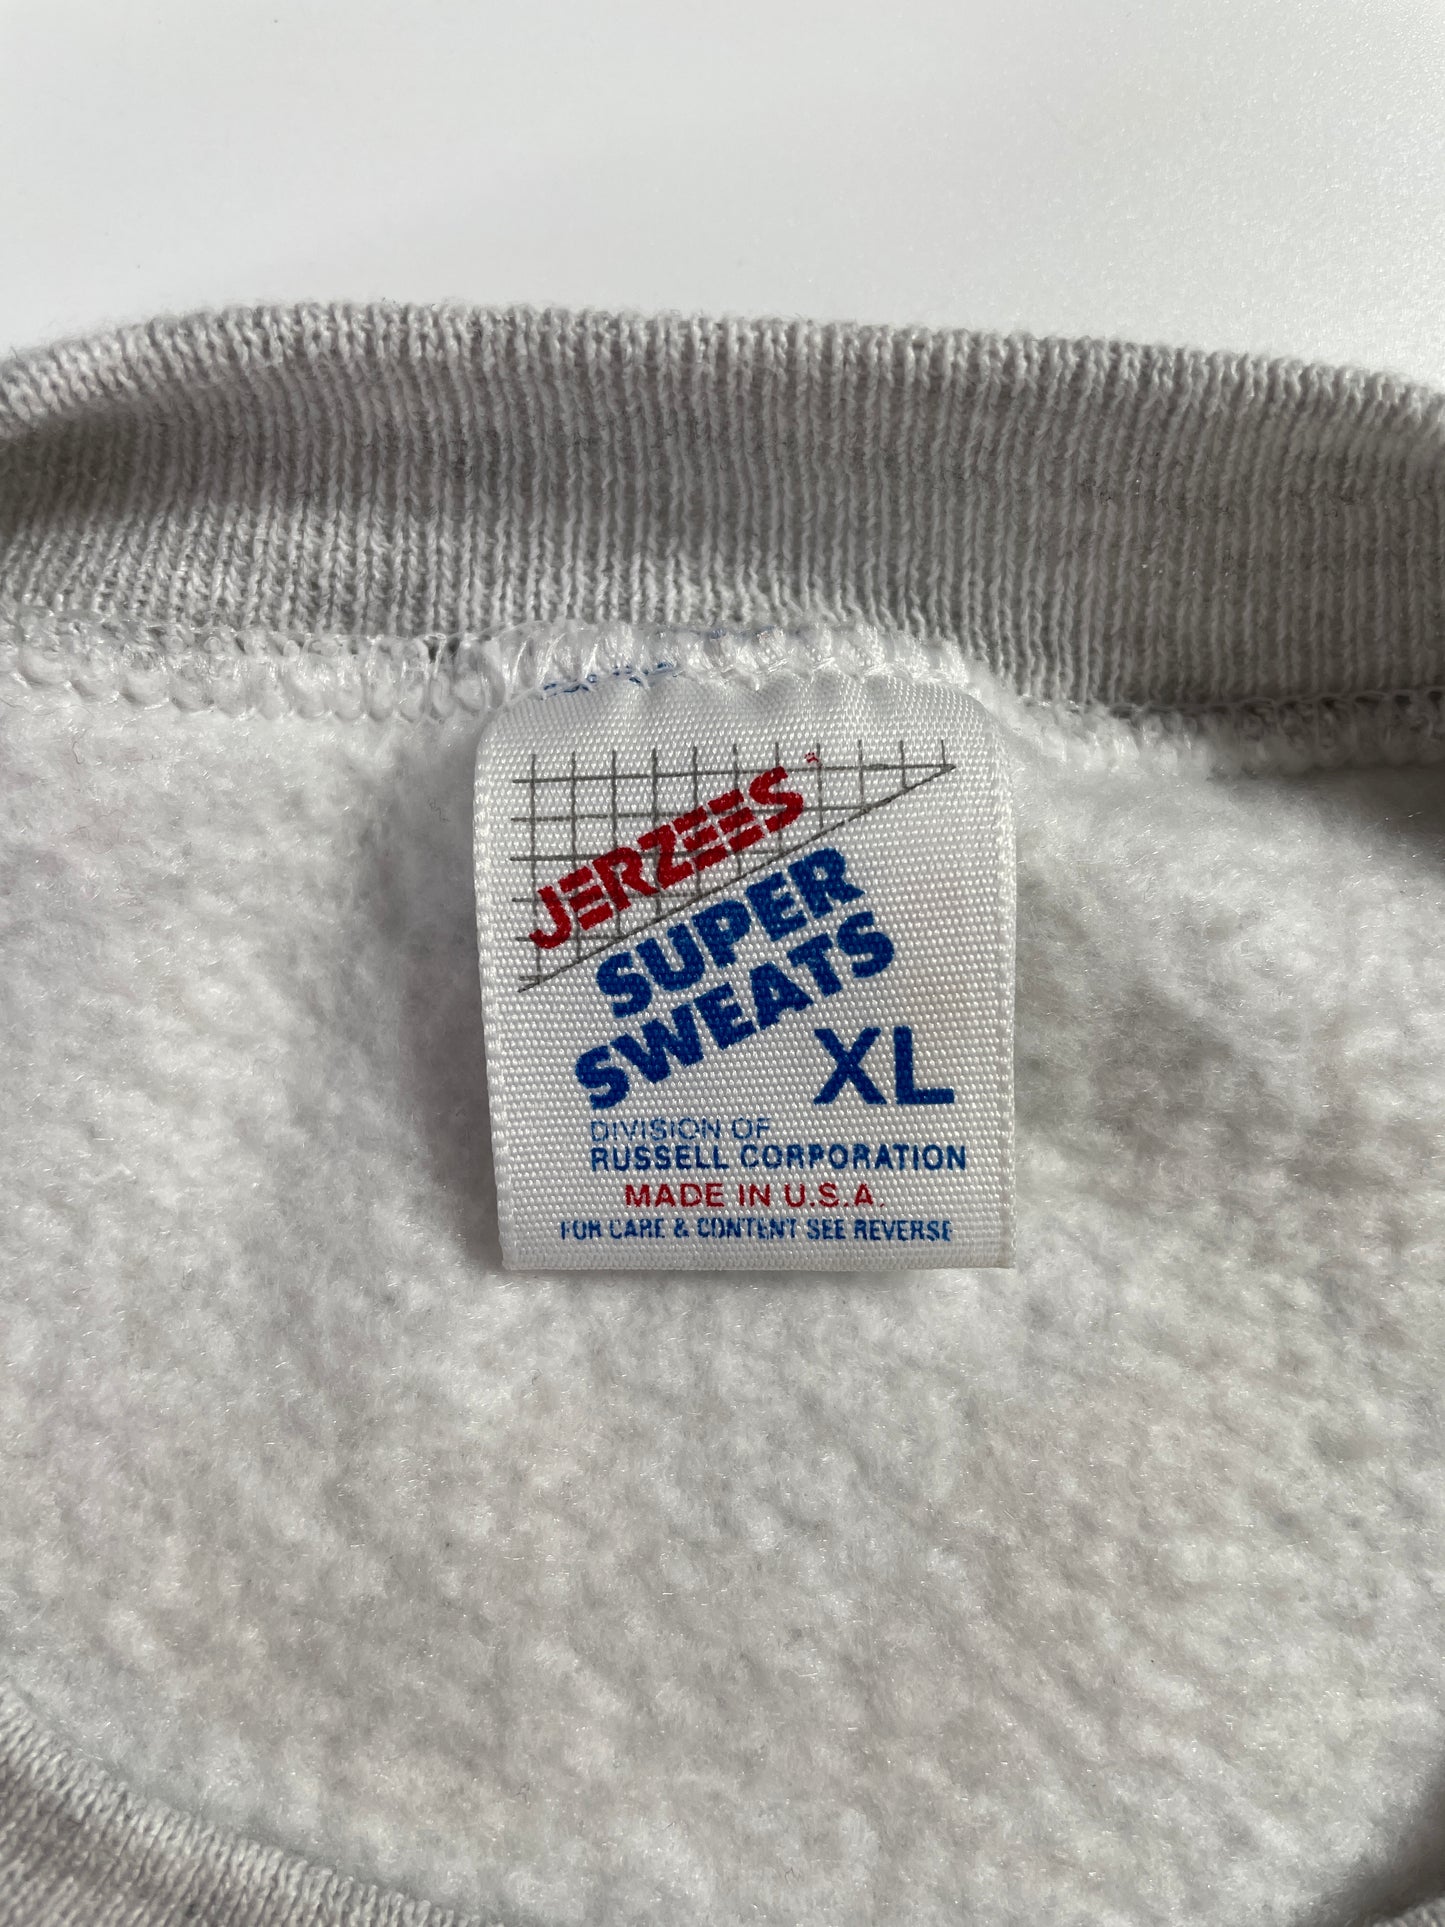 JERZEES
SUPER
SWEATS
XL
DIVISION OF
RUSSELL CORPORATION
MADE IN U.S.A.
FOR CARE & CONTENT SEE REVERSE